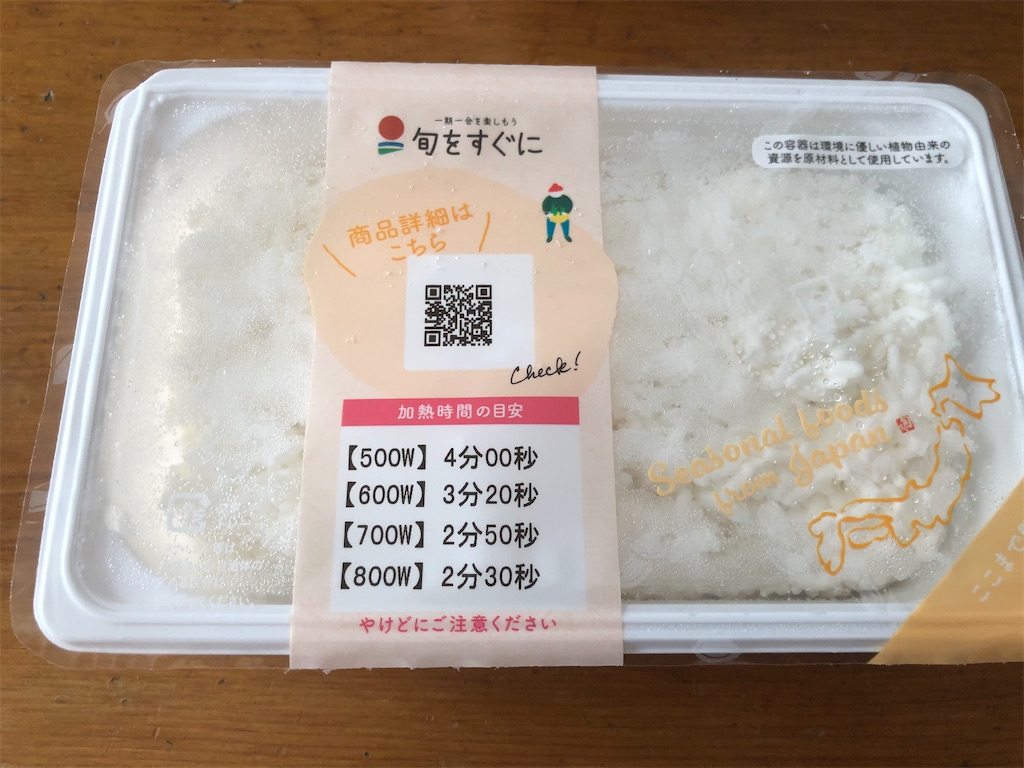 一期一会を楽しもう
旬をすぐに
この容器は環境に優しい植物由来の
資源を原材料として使用しています。
商品詳細は
こちら
Check!
加熱時間の目安
【500W】 4分00秒
【600W】 3分20秒
【700W】 2分50秒
【800W】 2分30秒
やけどにご注意ください
Seasonal foods
from Japan
旬
ここまで